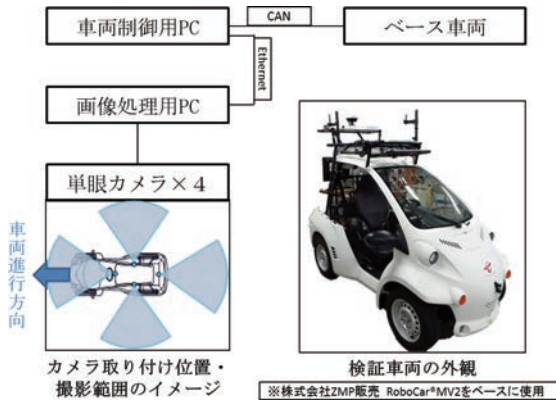 車両制御用PC
CAN
ベース車両
Ethernet
画像処理用PC
単眼カメラ×4
車両進行方向
カメラ取り付け位置・
撮影範囲のイメージ
検証車両の外観
※株式会社ZMP販売 RoboCar®MV2をベースに使用